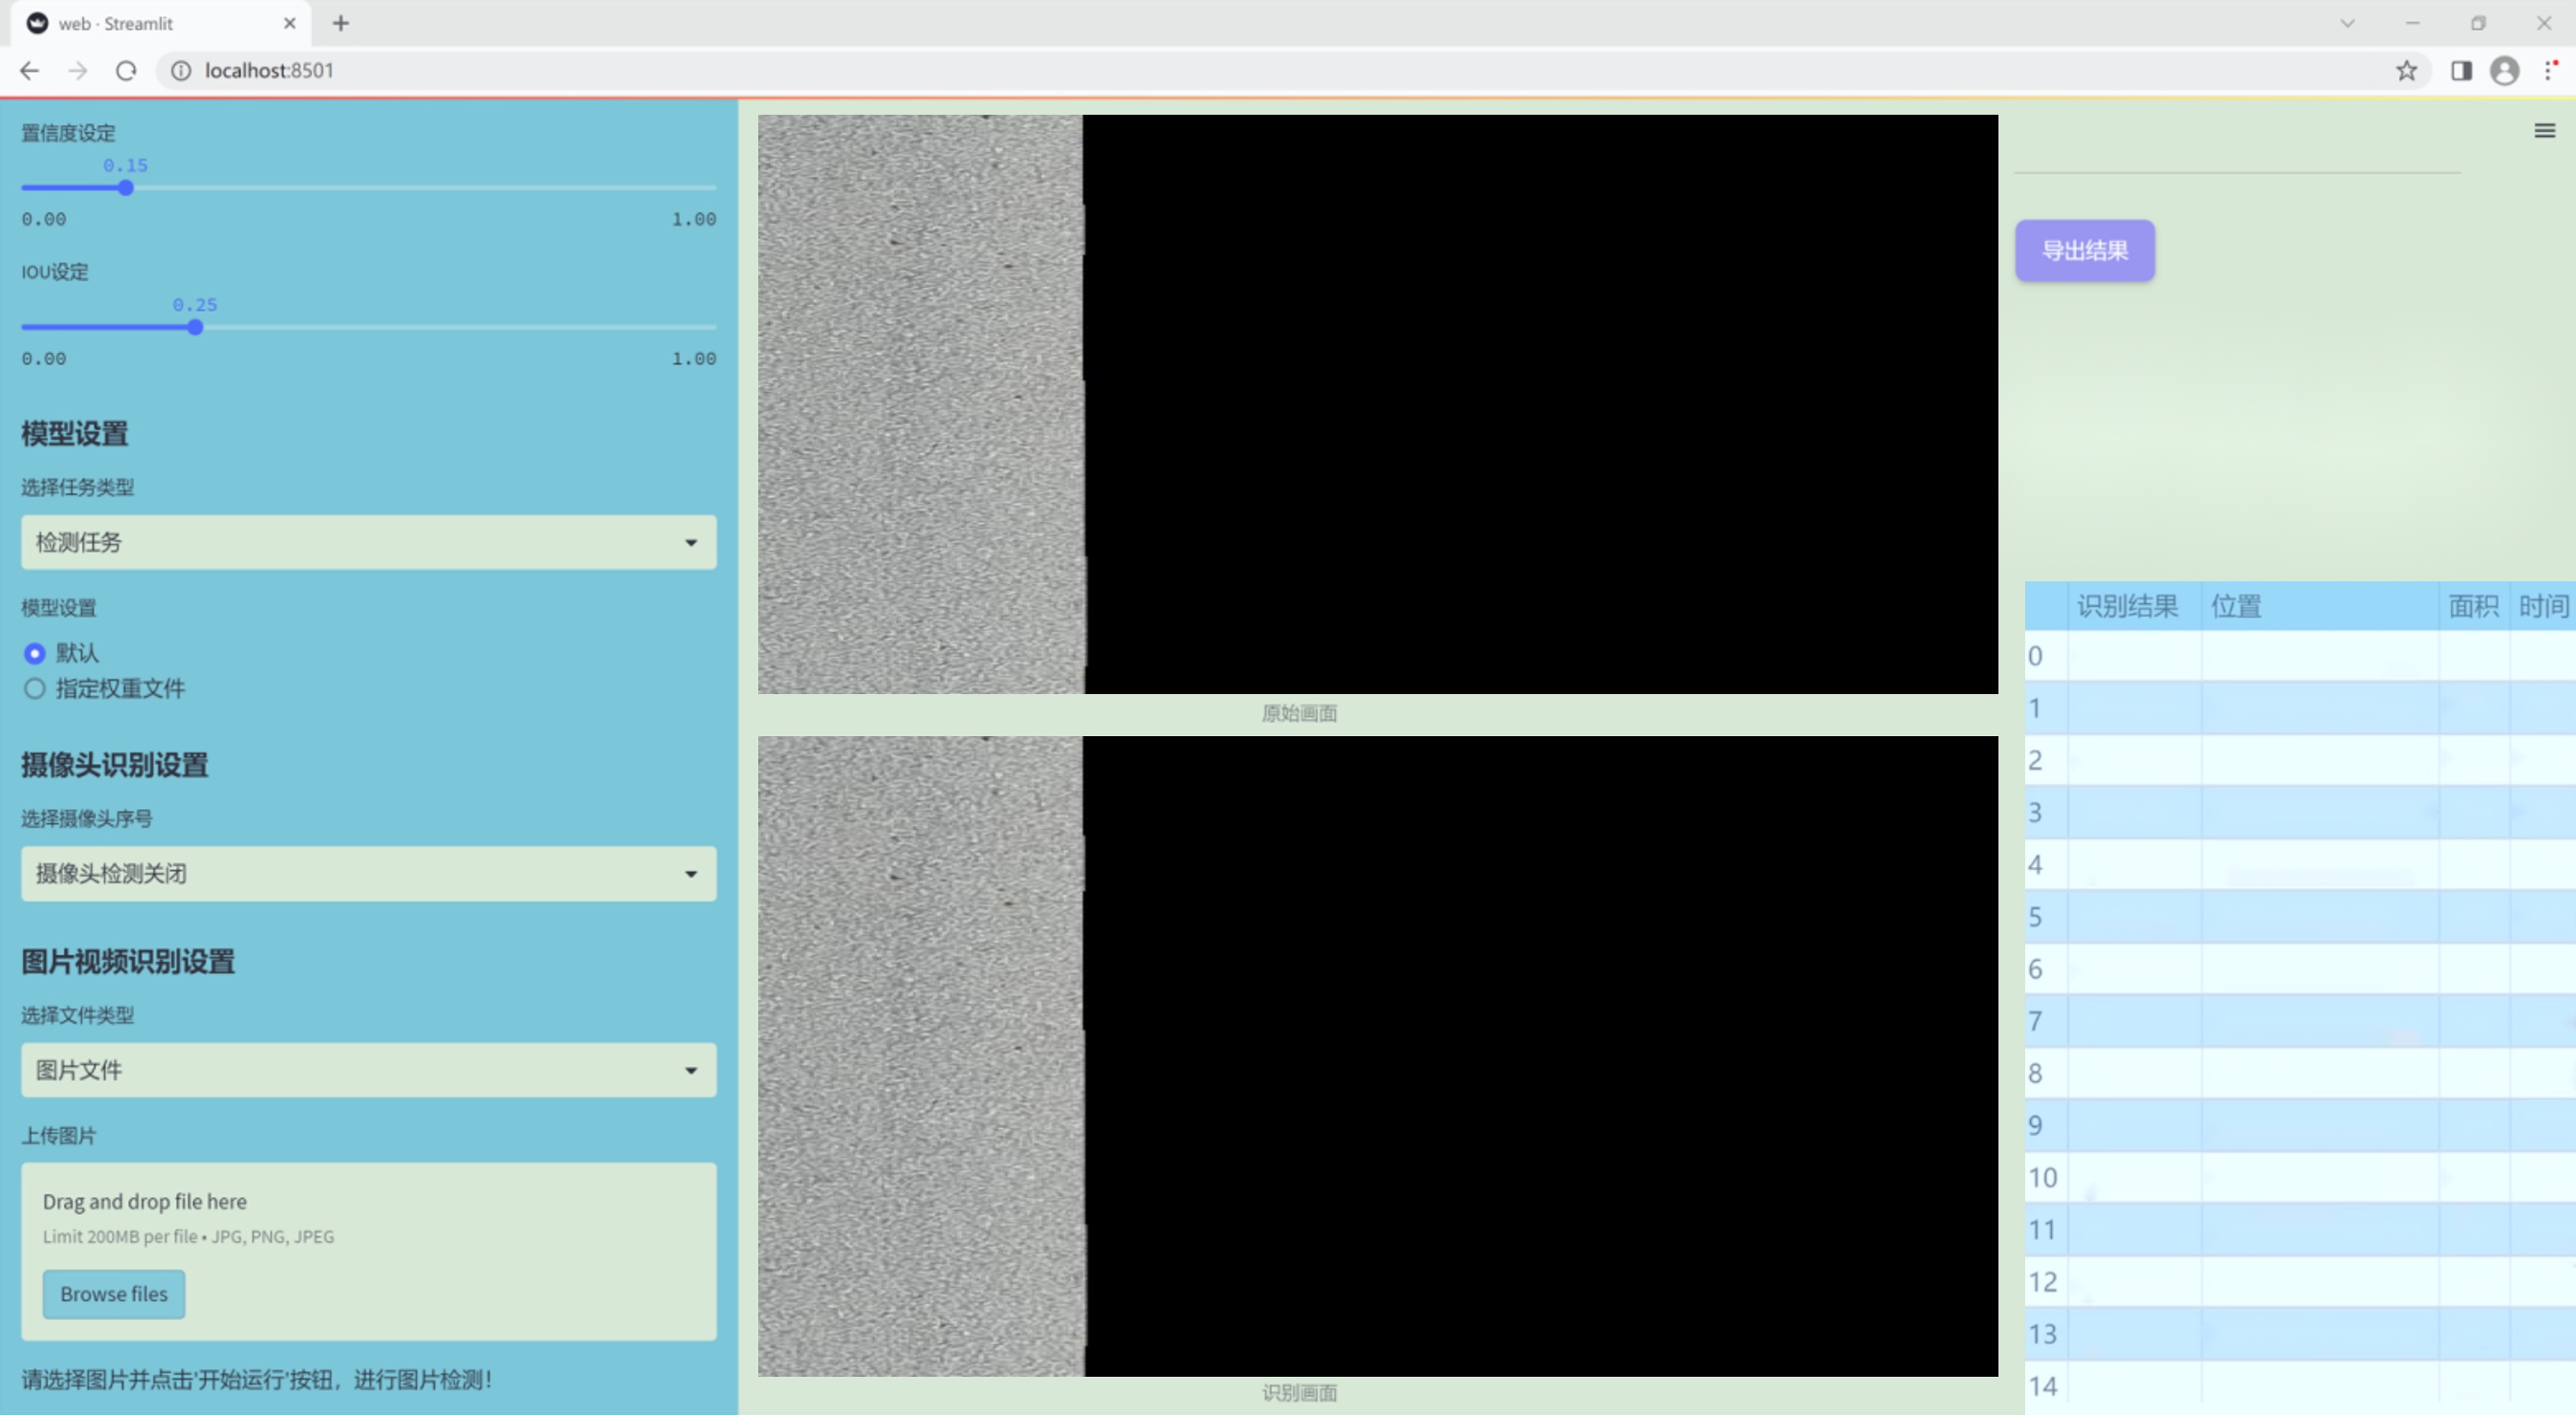 web · Streamlit
localhost:8501
置信度设定
0.15
0.00 1.00
IOU设定
0.25
0.00 1.00
模型设置
选择任务类型
检测任务
模型设置
默认
指定权重文件
摄像头识别设置
选择摄像头序号
摄像头检测关闭
图片视频识别设置
选择文件类型
图片文件
上传图片
Drag and drop file here
Limit 200MB per file • JPG, PNG, JPEG
Browse files
请选择图片并点击'开始运行'按钮，进行图片检测！
原始画面
识别画面
导出结果
识别结果 位置 面积 时间
0
1
2
3
4
5
6
7
8
9
10
11
12
13
14